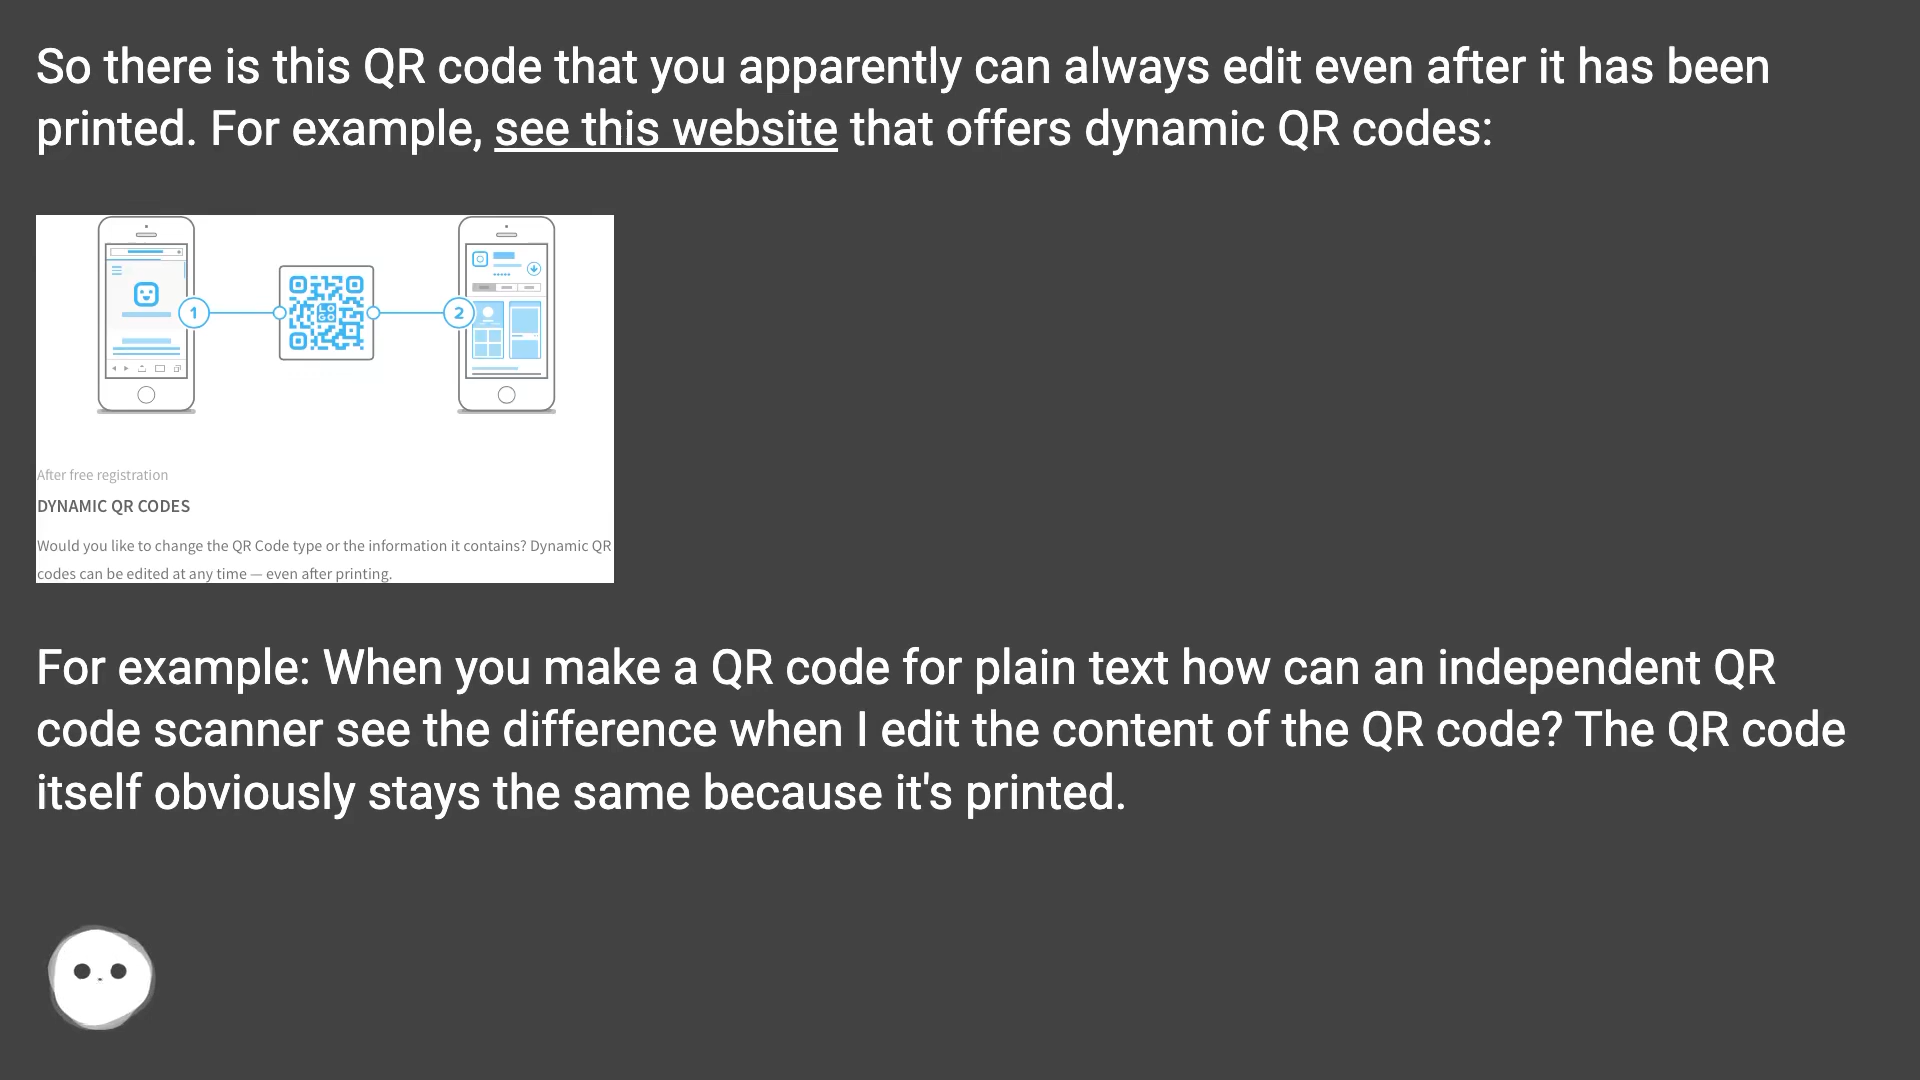 So there is this QR code that you apparently can always edit even after it has been
printed. For example, see this website that offers dynamic QR codes:
1
LO
GO
2
After free registration
DYNAMIC QR CODES
Would you like to change the QR Code type or the information it contains? Dynamic QR
codes can be edited at any time — even after printing.
For example: When you make a QR code for plain text how can an independent QR
code scanner see the difference when I edit the content of the QR code? The QR code
itself obviously stays the same because it's printed.